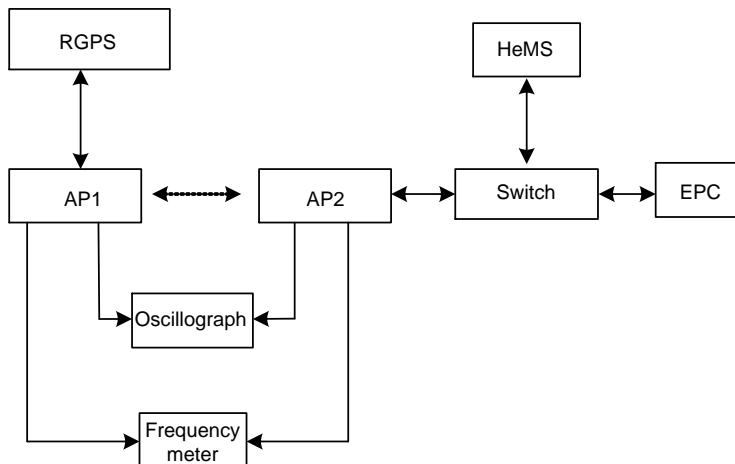 RGPS
HeMS
AP1
AP2
Switch
EPC
Oscillograph
Frequency
meter